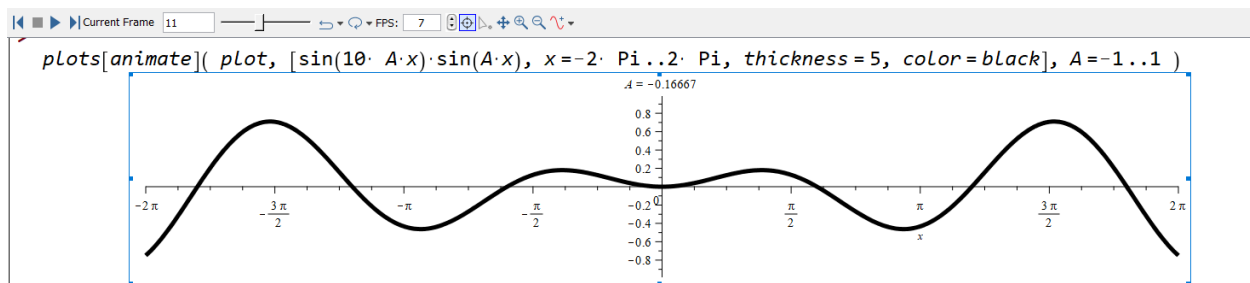 Current Frame 11 FPS: 7
plots[animate]( plot, [sin(10· A·x)·sin(A·x), x=-2· Pi..2· Pi, thickness=5, color=black], A=-1..1 )
A = -0.16667
0.8
0.6
0.4
0.2
-2 π -3 π/2 -π -π/2 0 π/2 π 3 π/2 2 π
-0.2
-0.4
x
-0.6
-0.8